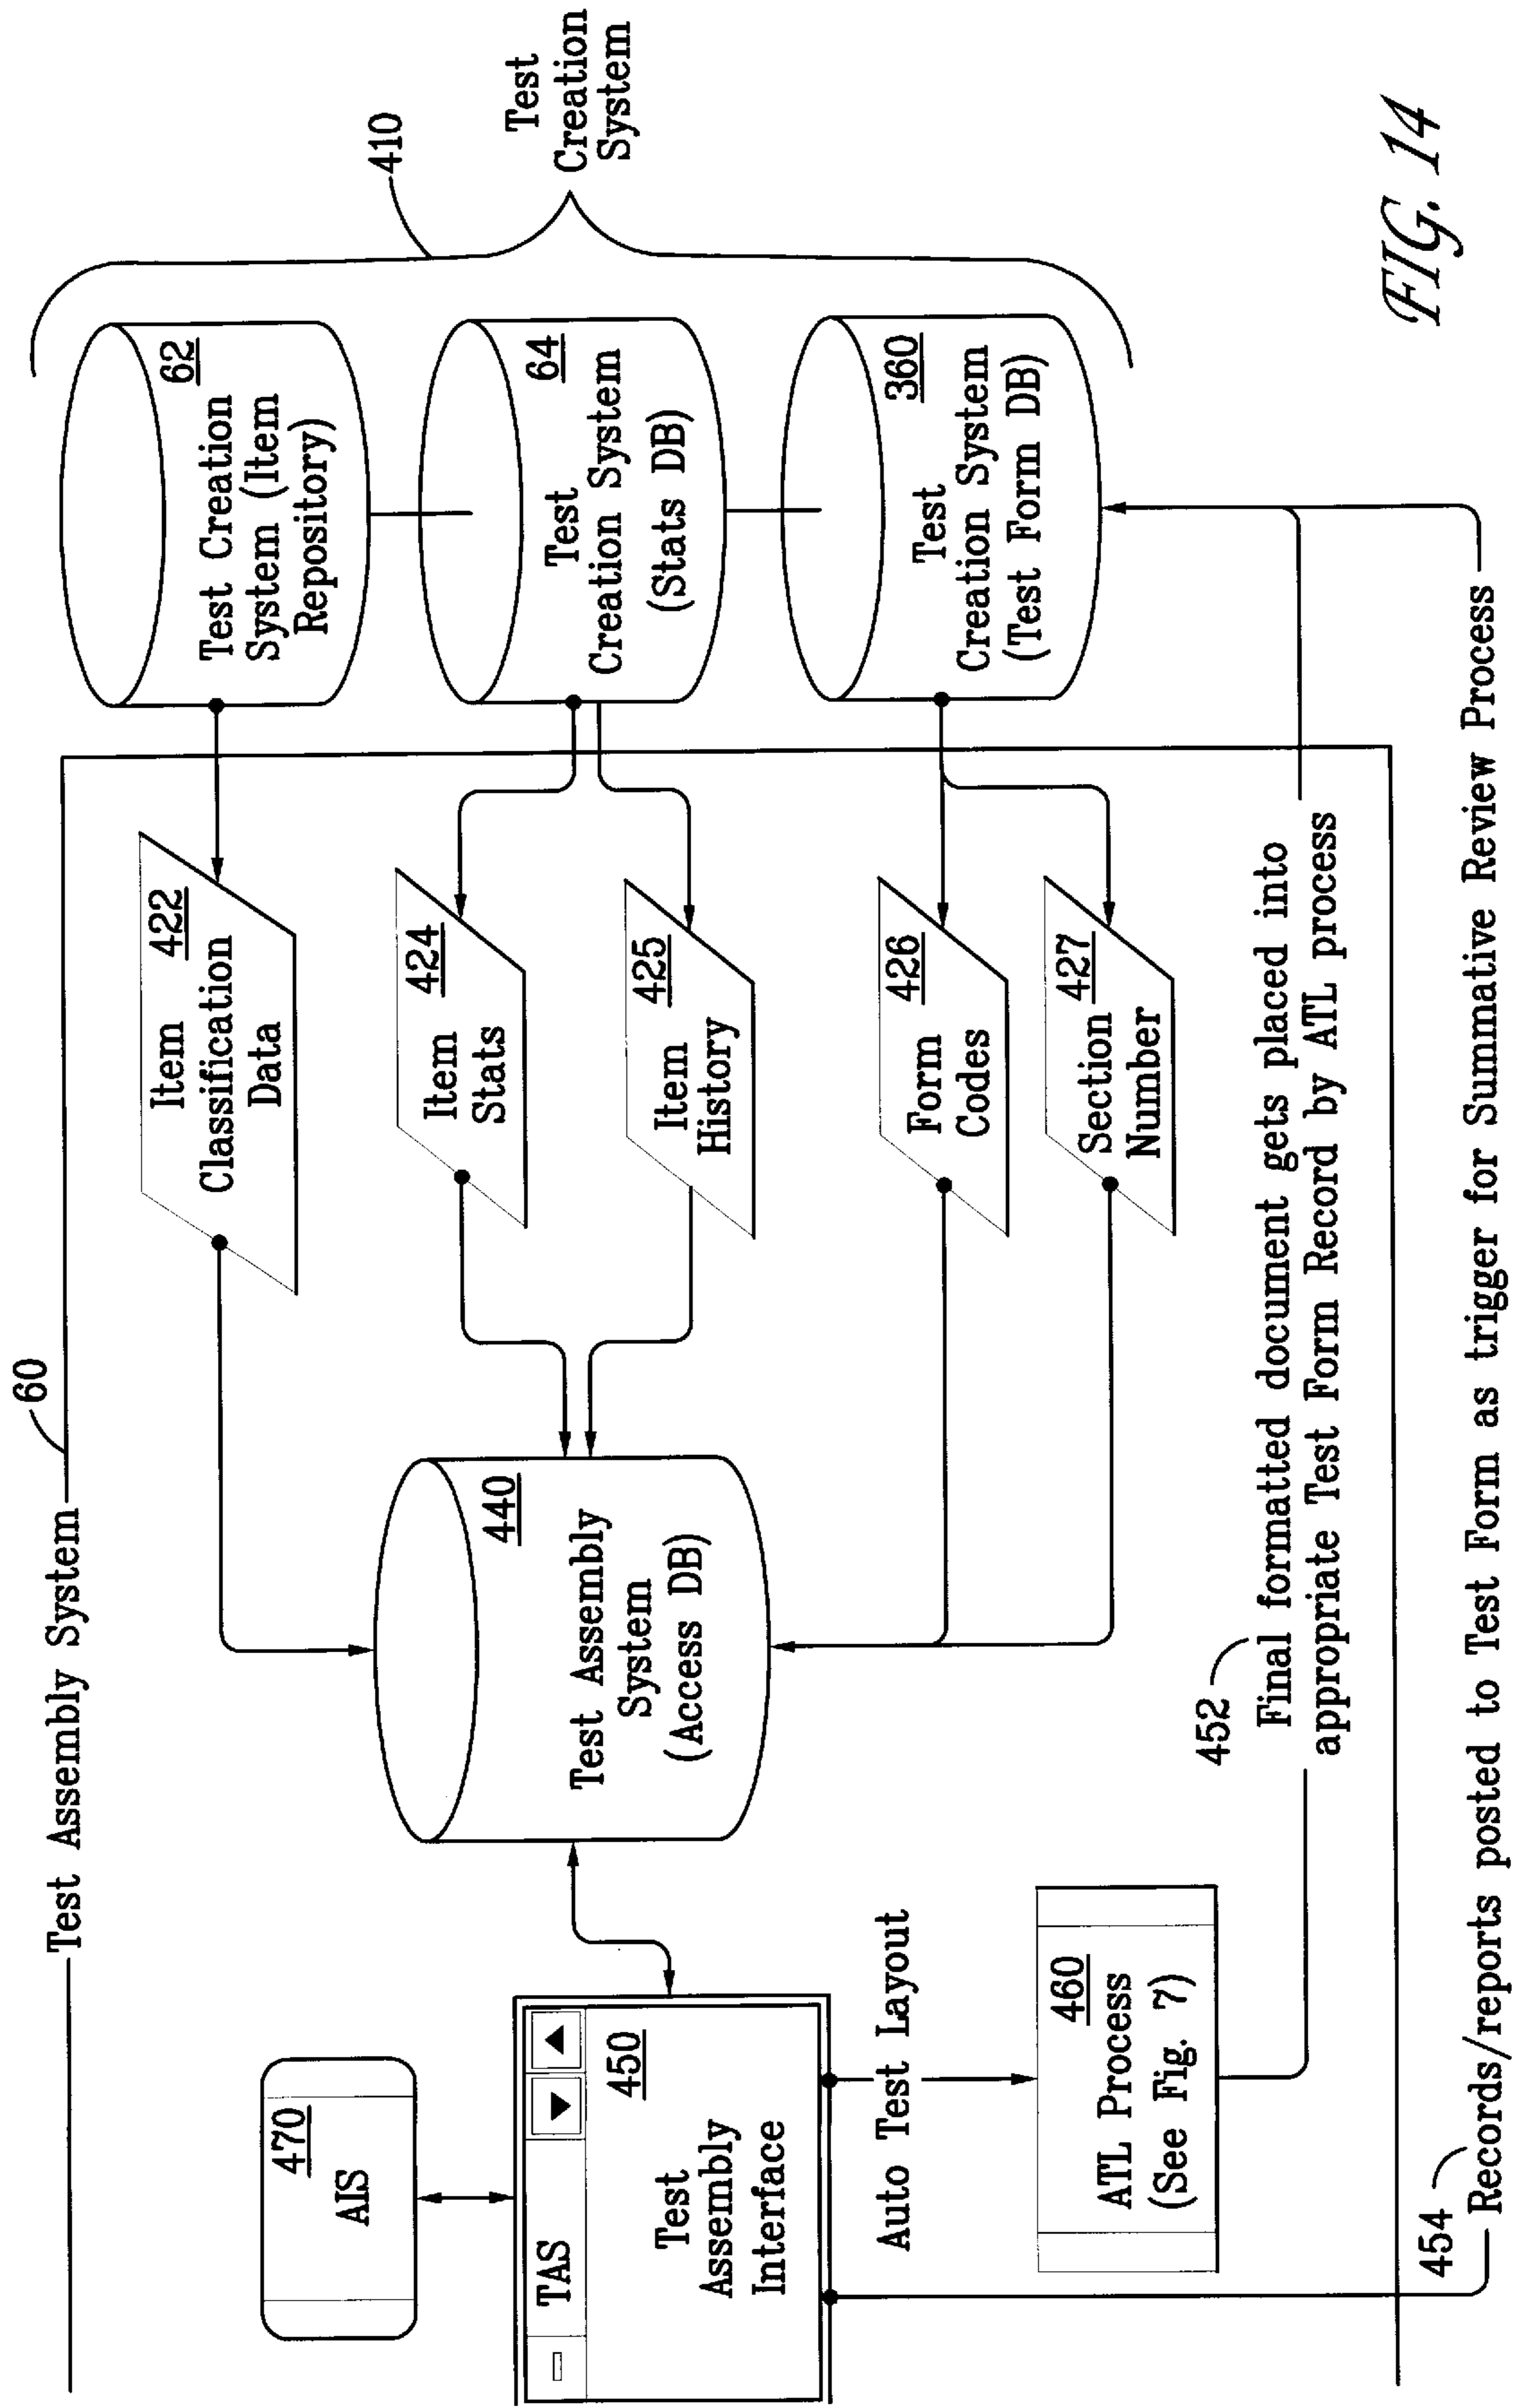 Test Assembly System
60
470
AIS
TAS
450
Test
Assembly
Interface
Auto Test Layout
460
ATL Process
(See Fig. 7)
440
Test Assembly
System
(Access DB)
Item
422
Classification
Data
Item
424
Stats
Item
425
History
Form
426
Codes
Section
427
Number
62
Test Creation
System (Item
Repository)
64
Test
Creation System
(Stats DB)
360
Test
Creation System
(Test Form DB)
410
Test
Creation
System
452
Final formatted document gets placed into
appropriate Test Form Record by ATL process
454
Records/reports posted to Test Form as trigger for Summative Review Process
FIG. 14